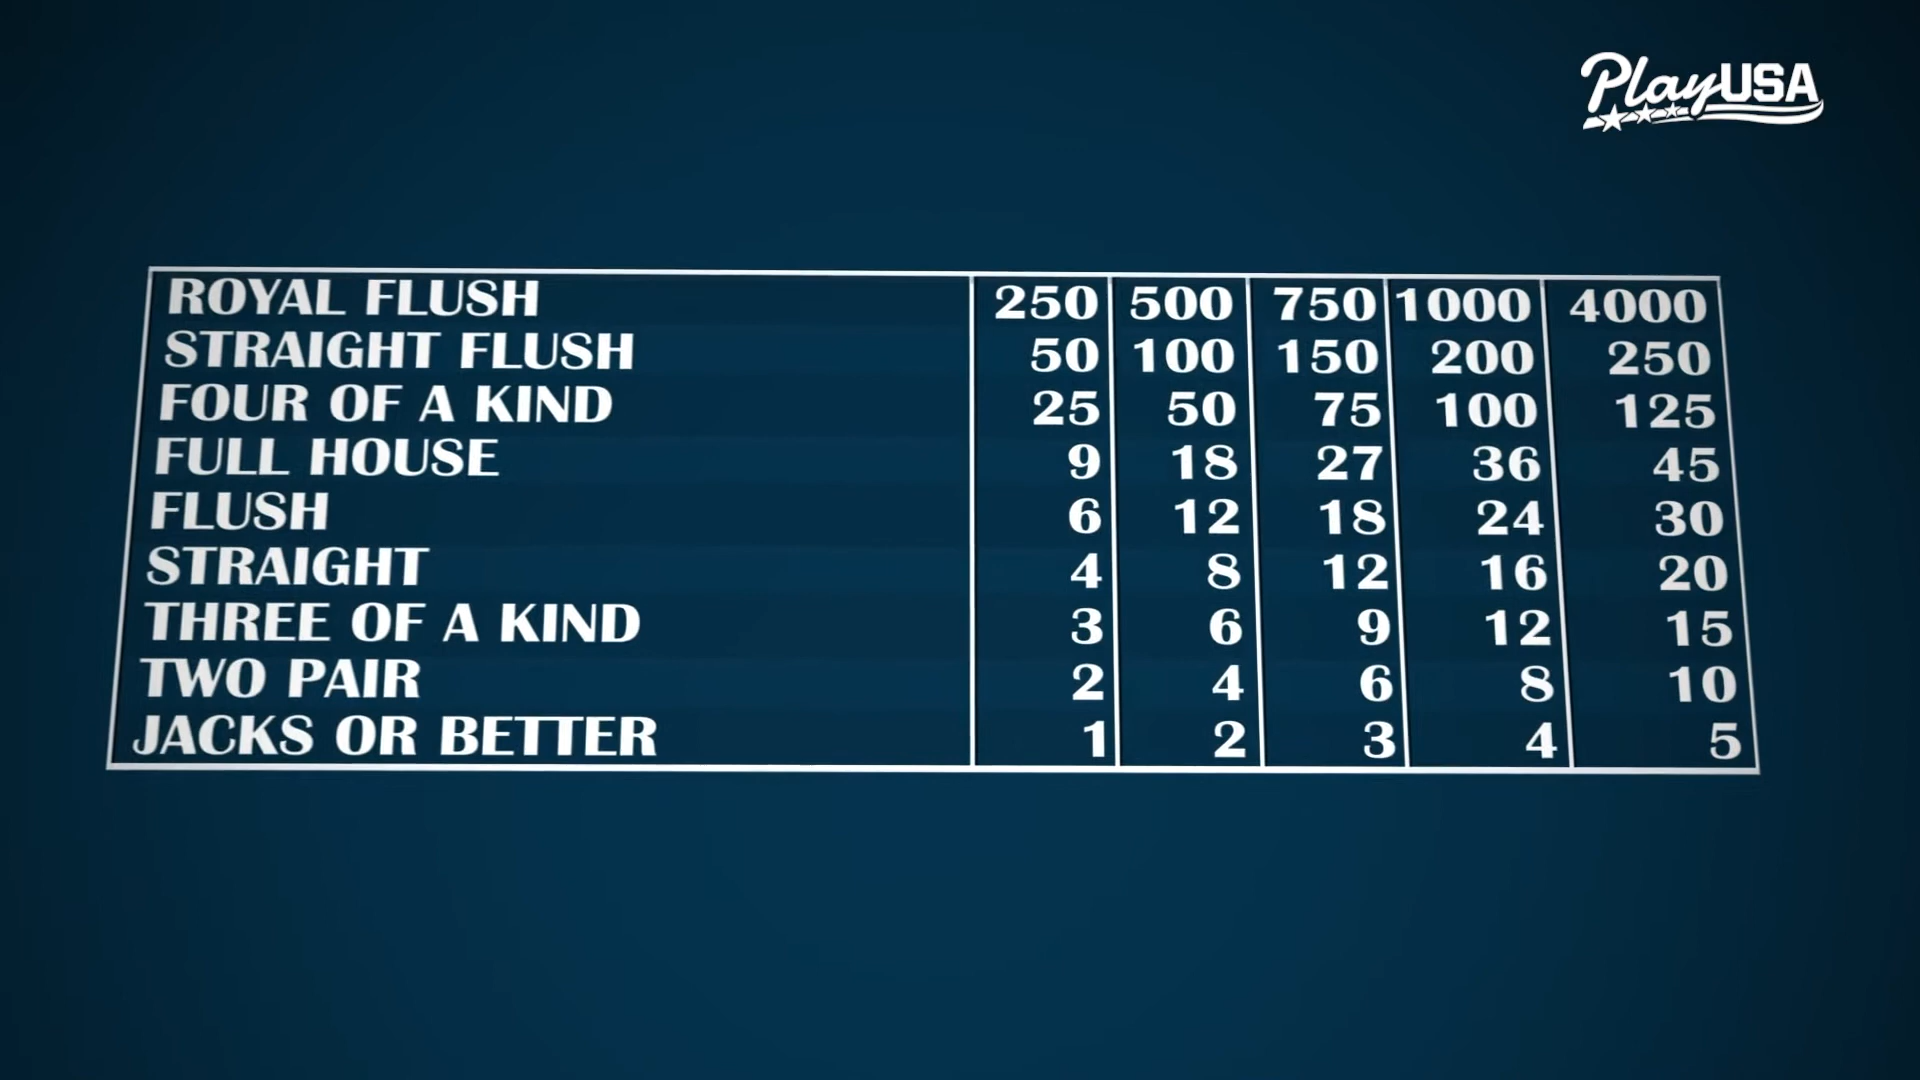 PlayUSA
ROYAL FLUSH 250 500 750 1000 4000
STRAIGHT FLUSH 50 100 150 200 250
FOUR OF A KIND 25 50 75 100 125
FULL HOUSE 9 18 27 36 45
FLUSH 6 12 18 24 30
STRAIGHT 4 8 12 16 20
THREE OF A KIND 3 6 9 12 15
TWO PAIR 2 4 6 8 10
JACKS OR BETTER 1 2 3 4 5